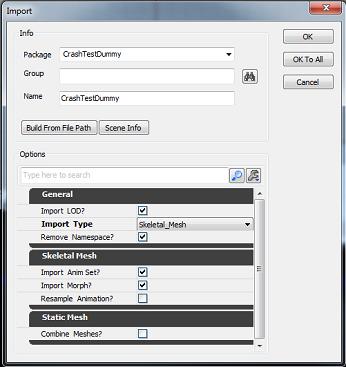 Import
Info
Package CrashTestDummy
Group
Name CrashTestDummy
Build From File Path Scene Info
OK
OK To All
Cancel
Options
Type here to search
General
Import LOD?
Import Type Skeletal_Mesh
Remove Namespace?
Skeletal Mesh
Import Anim Set?
Import Morph?
Resample Animation?
Static Mesh
Combine Meshes?